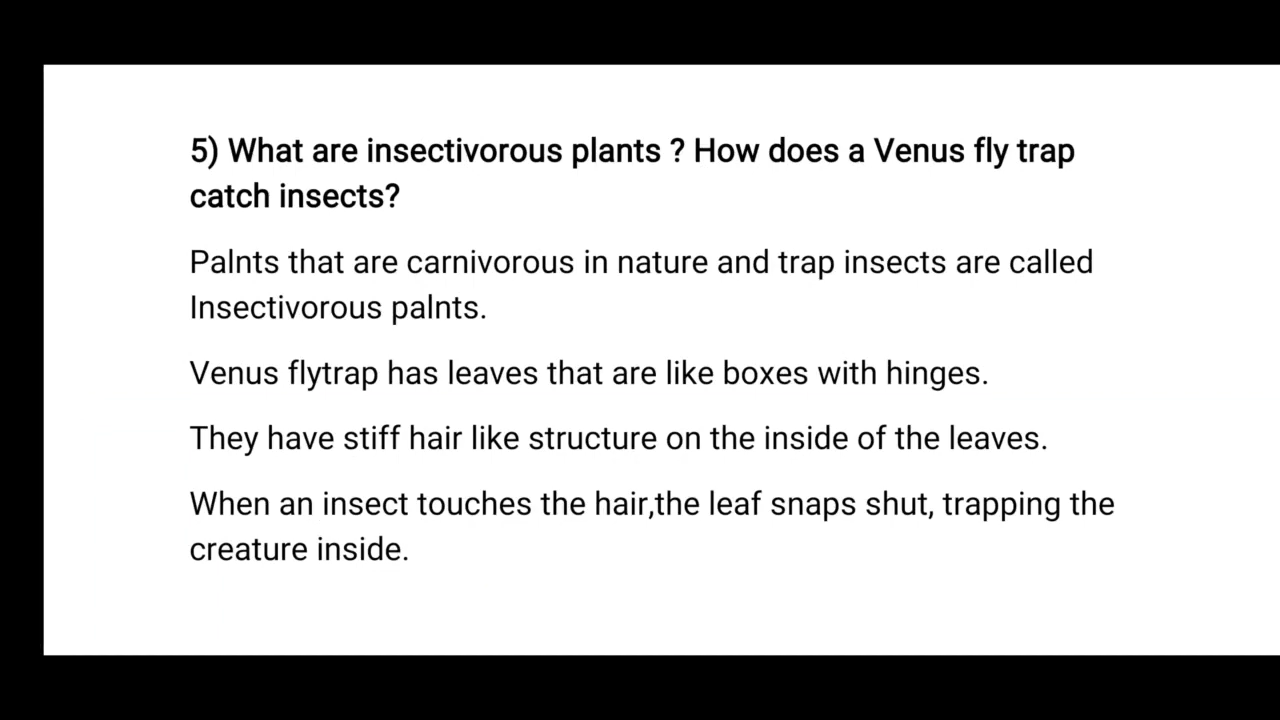 5) What are insectivorous plants ? How does a Venus fly trap
catch insects?
Palnts that are carnivorous in nature and trap insects are called
Insectivorous palnts.
Venus flytrap has leaves that are like boxes with hinges.
They have stiff hair like structure on the inside of the leaves.
When an insect touches the hair,the leaf snaps shut, trapping the
creature inside.